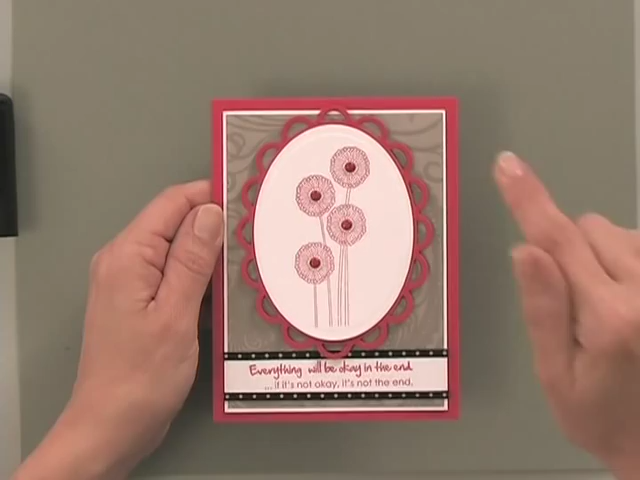 Everything will be okay in the end
... if it's not okay, it's not the end.